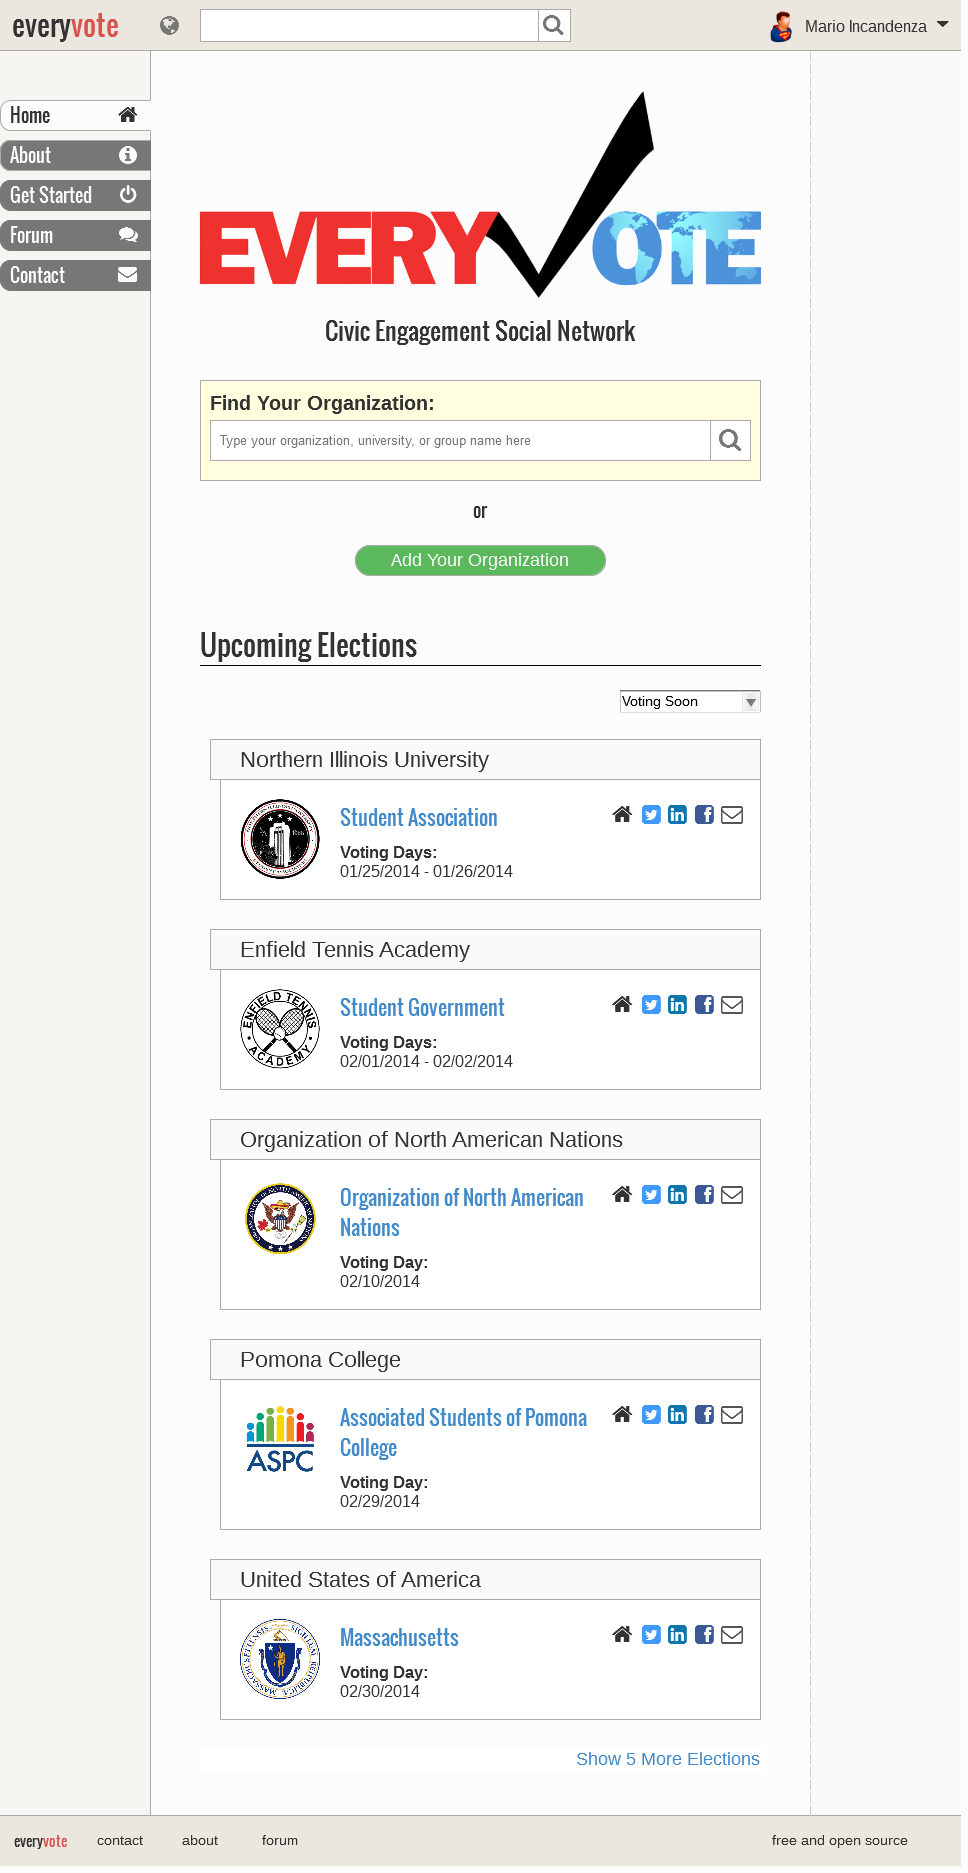 everyvote
Mario Incandenza
Home
About
Get Started
Forum
Contact
EVERY VOTE
Civic Engagement Social Network
Find Your Organization:
Type your organization, university, or group name here
or
Add Your Organization
Upcoming Elections
Voting Soon
Northern Illinois University
Student Association
Voting Days:
01/25/2014 - 01/26/2014
Enfield Tennis Academy
ENFIELD TENNIS
ACADEMY
Student Government
Voting Days:
02/01/2014 - 02/02/2014
Organization of North American Nations
Organization of North American
Nations
Voting Day:
02/10/2014
Pomona College
ASPC
Associated Students of Pomona
College
Voting Day:
02/29/2014
United States of America
Massachusetts
Voting Day:
02/30/2014
Show 5 More Elections
everyvote
contact
about
forum
free and open source